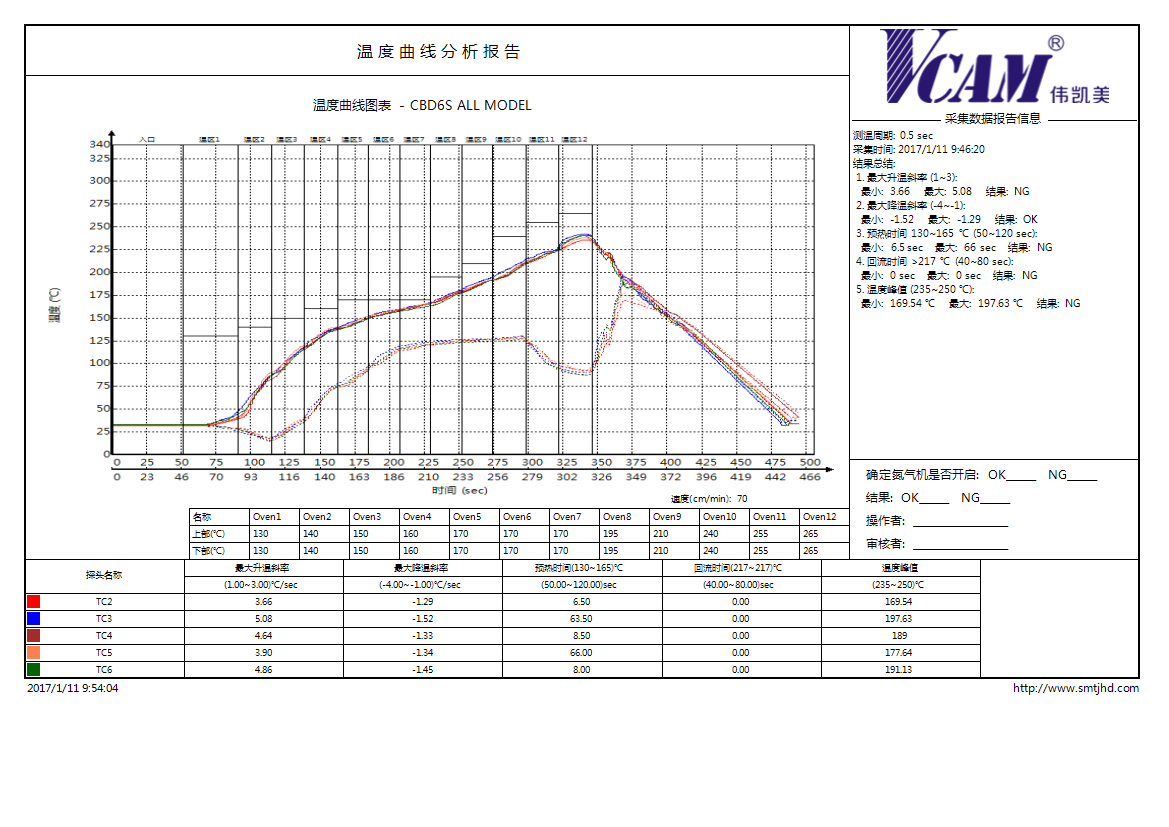 温度曲线分析报告
VCAM®
伟凯美
温度曲线图表 - CBD6S ALL MODEL
采集数据报告信息
测温周期: 0.5 sec
采集时间: 2017/1/11 9:46:20
结果总结:
1. 最大升温斜率 (1~3):
最小: 3.66 最大: 5.08 结果: NG
2. 最大降温斜率 (-4~-1):
最小: -1.52 最大: -1.29 结果: OK
3. 预热时间 130~165 ℃ (50~120 sec):
最小: 6.5 sec 最大: 66 sec 结果: NG
4. 回流时间 >217 ℃ (40~80 sec):
最小: 0 sec 最大: 0 sec 结果: NG
5. 温度峰值 (235~250 ℃):
最小: 169.54 ℃ 最大: 197.63 ℃ 结果: NG
入口 温区1 温区2 温区3 温区4 温区5 温区6 温区7 温区8 温区9 温区10 温区11 温区12
340
325
300
275
250
225
200
175
150
125
100
75
50
25
0
温度 (℃)
0 25 50 75 100 125 150 175 200 225 250 275 300 325 350 375 400 425 450 475 500
0 23 46 70 93 116 139 163 186 209 233 256 279 302 326 349 372 396 419 442 466
时间 (sec)
速度(cm/min): 70
确定氮气机是否开启: OK_____ NG_____
结果: OK_____ NG_____
操作者: ________________
审核者: ________________
名称 Oven1 Oven2 Oven3 Oven4 Oven5 Oven6 Oven7 Oven8 Oven9 Oven10 Oven11 Oven12
上部(℃) 130 140 150 160 170 170 170 195 210 240 255 265
下部(℃) 130 140 150 160 170 170 170 195 210 240 255 265
探头名称 最大升温斜率 最大降温斜率 预热时间(130~165)℃ 回流时间(217~217)℃ 温度峰值
(1.00~3.00)℃/sec (-4.00~-1.00)℃/sec (50.00~120.00)sec (40.00~80.00)sec (235~250)℃
TC2 3.66 -1.29 6.50 0.00 169.54
TC3 5.08 -1.52 63.50 0.00 197.63
TC4 4.64 -1.33 8.50 0.00 189
TC5 3.90 -1.34 66.00 0.00 177.64
TC6 4.86 -1.45 8.00 0.00 191.13
2017/1/11 9:54:04
http://www.smtjhd.com